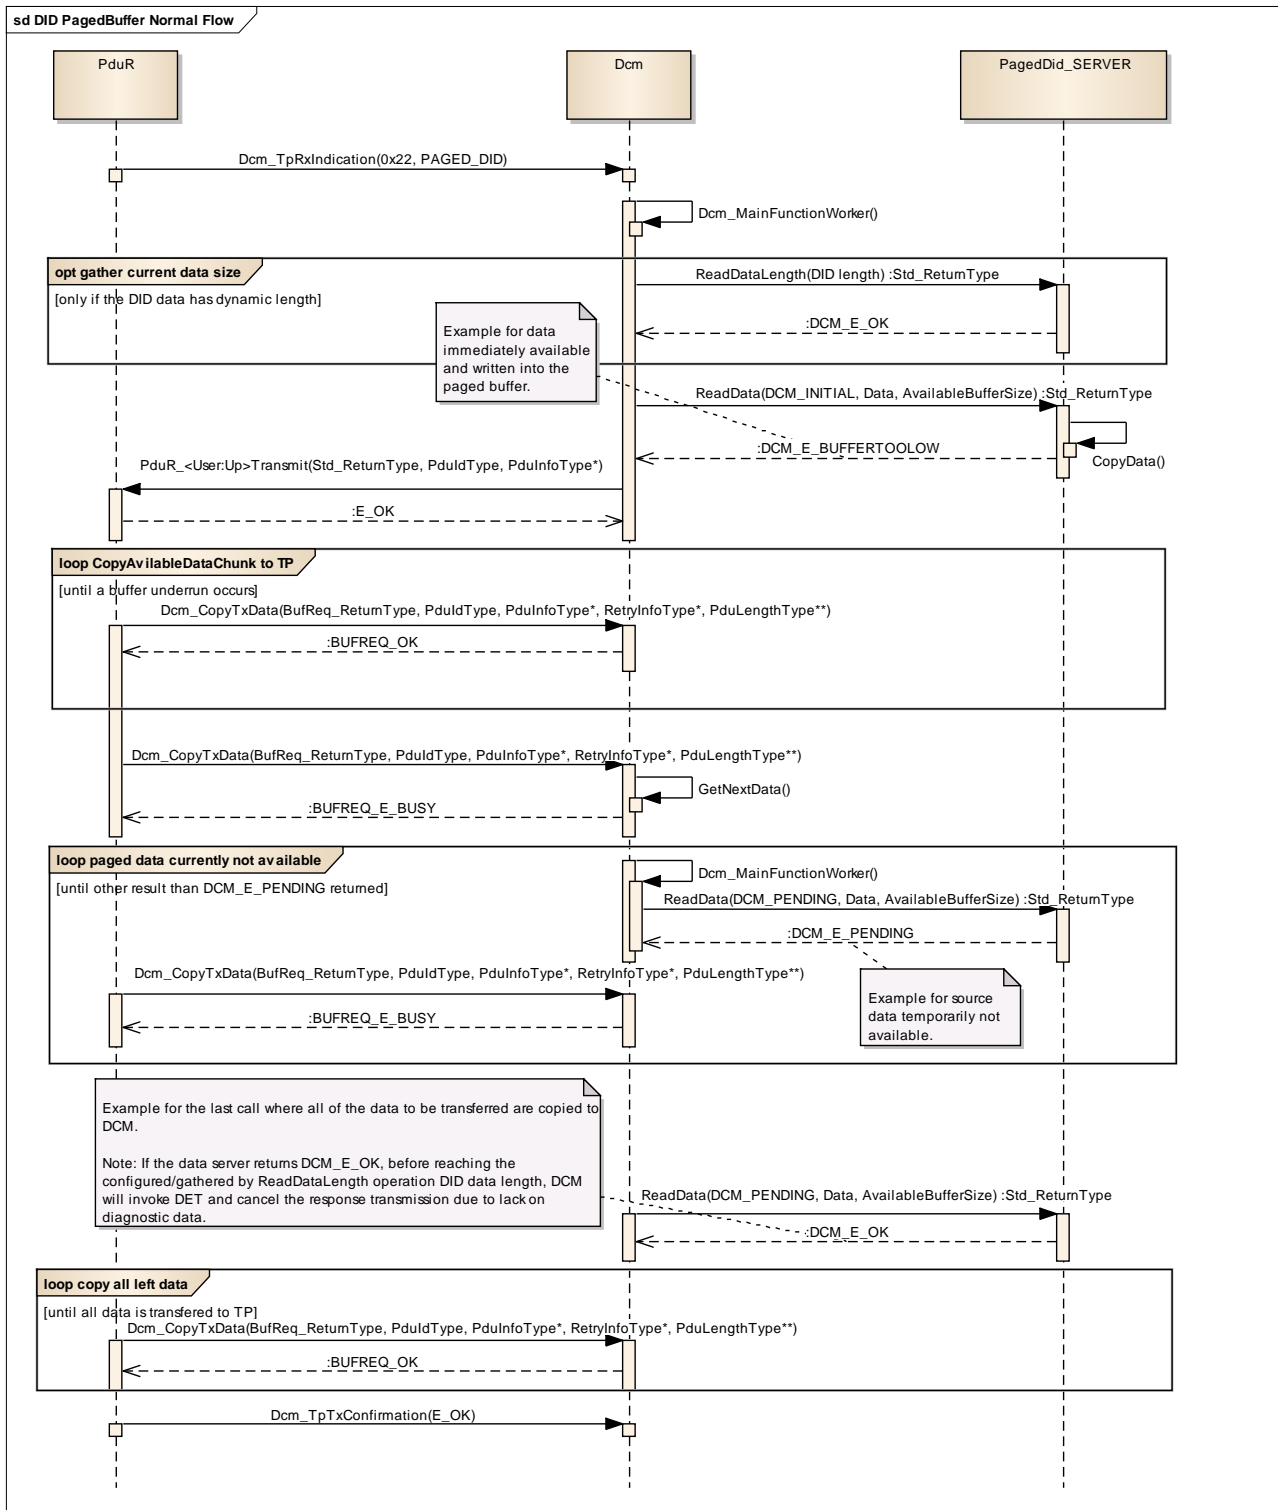 sd DID PagedBuffer Normal Flow
PduR
Dcm
PagedDid_SERVER
Dcm_TpRxIndication(0x22, PAGED_DID)
Dcm_MainFunctionWorker()
opt gather current data size
[only if the DID data has dynamic length]
ReadDataLength(DID length) :Std_ReturnType
:DCM_E_OK
Example for data
immediately available
and written into the
paged buffer.
ReadData(DCM_INITIAL, Data, AvailableBufferSize) :Std_ReturnType
:DCM_E_BUFFERTOOLOW
CopyData()
PduR_<User:Up>Transmit(Std_ReturnType, PduIdType, PduInfoType*)
:E_OK
loop CopyAvilableDataChunk to TP
[until a buffer underrun occurs]
Dcm_CopyTxData(BufReq_ReturnType, PduIdType, PduInfoType*, RetryInfoType*, PduLengthType**)
:BUFREQ_OK
Dcm_CopyTxData(BufReq_ReturnType, PduIdType, PduInfoType*, RetryInfoType*, PduLengthType**)
GetNextData()
:BUFREQ_E_BUSY
loop paged data currently not available
[until other result than DCM_E_PENDING returned]
Dcm_MainFunctionWorker()
ReadData(DCM_PENDING, Data, AvailableBufferSize) :Std_ReturnType
:DCM_E_PENDING
Dcm_CopyTxData(BufReq_ReturnType, PduIdType, PduInfoType*, RetryInfoType*, PduLengthType**)
:BUFREQ_E_BUSY
Example for source
data temporarily not
available.
Example for the last call where all of the data to be transferred are copied to
DCM.
Note: If the data server returns DCM_E_OK, before reaching the
configured/gathered by ReadDataLength operation DID data length, DCM
will invoke DET and cancel the response transmission due to lack on
diagnostic data.
ReadData(DCM_PENDING, Data, AvailableBufferSize) :Std_ReturnType
:DCM_E_OK
loop copy all left data
[until all data is transfered to TP]
Dcm_CopyTxData(BufReq_ReturnType, PduIdType, PduInfoType*, RetryInfoType*, PduLengthType**)
:BUFREQ_OK
Dcm_TpTxConfirmation(E_OK)